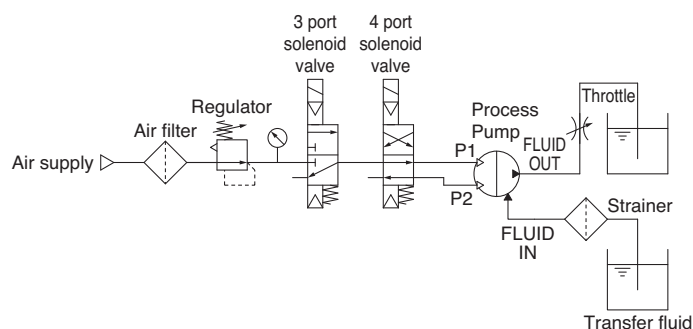 3 port
solenoid
valve
4 port
solenoid
valve
Regulator
Air filter
Air supply
Process
Pump
P1
P2
FLUID
OUT
Throttle
FLUID
IN
Strainer
Transfer fluid